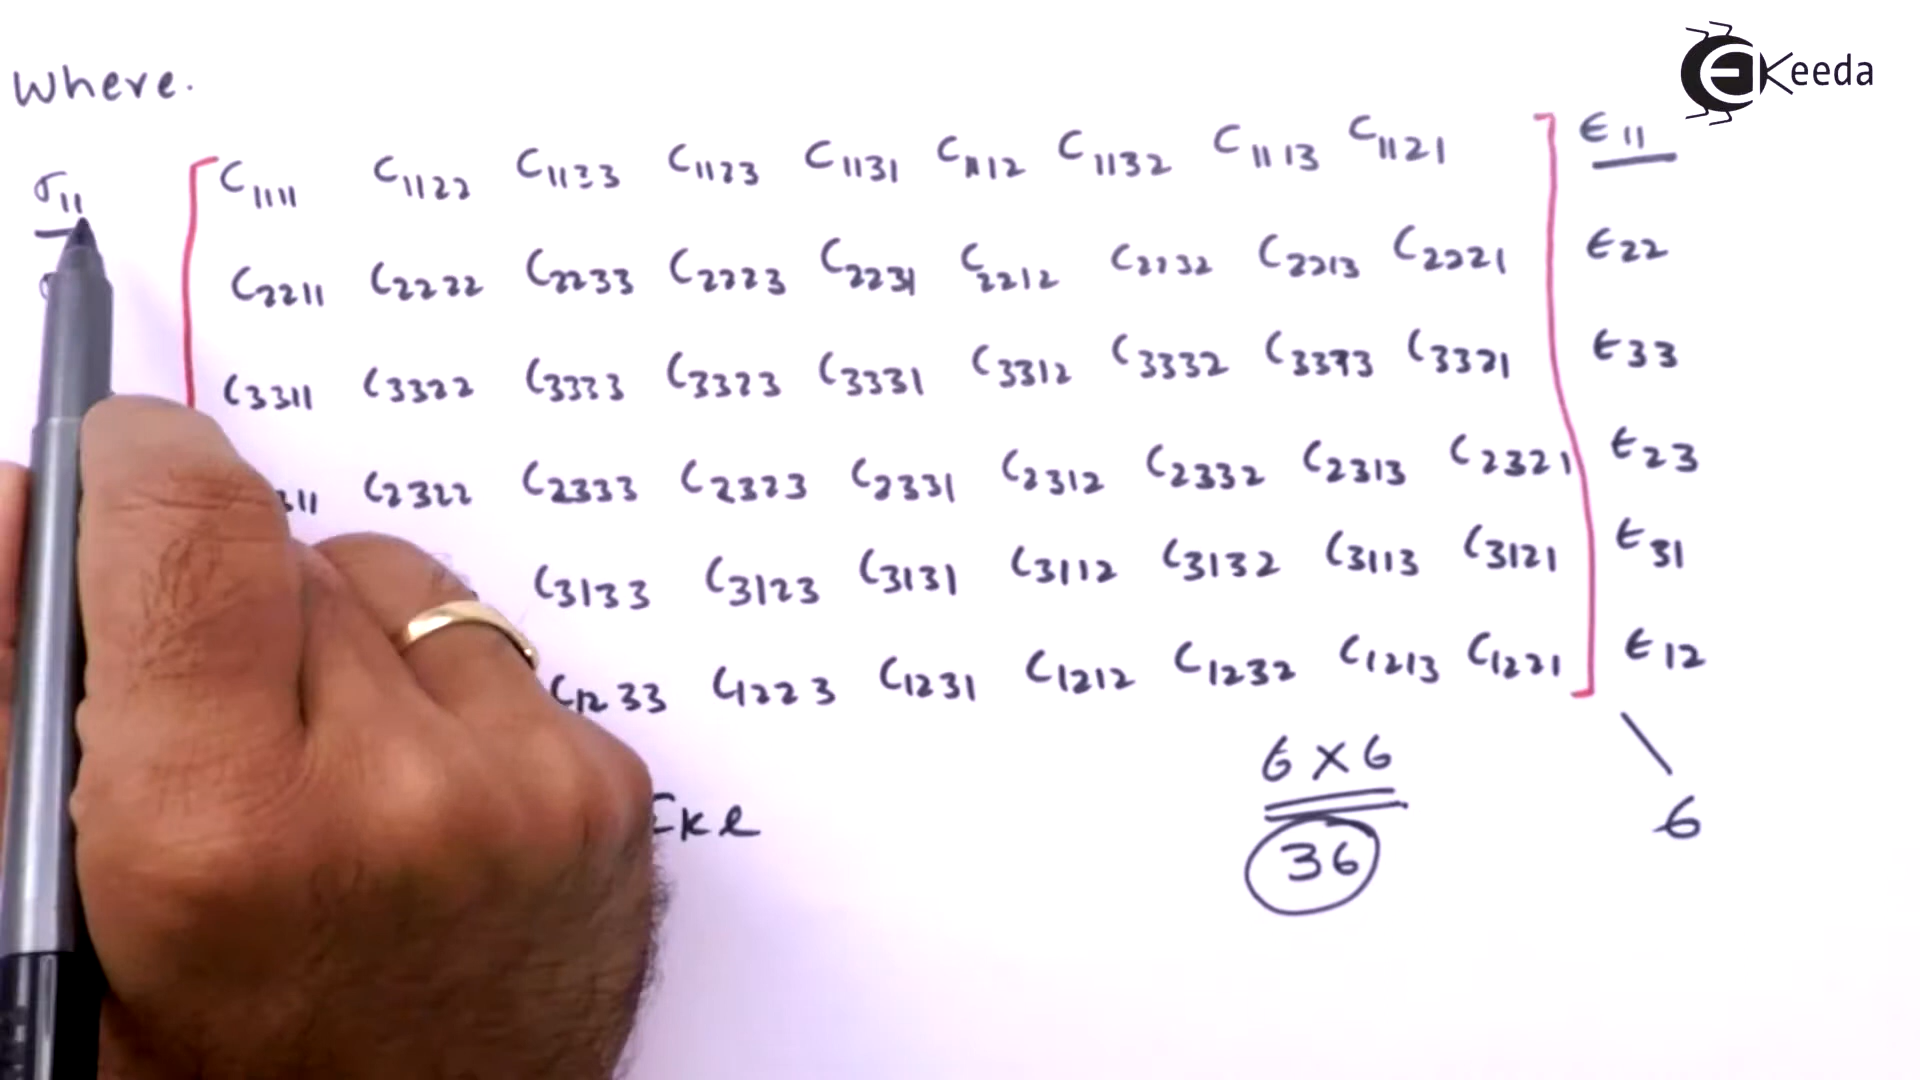 Where.
EKeeda
σ11 C1111 C1122 C1133 C1123 C1131 C1112 C1132 C1113 C1121 ϵ11
C2211 C2222 C2233 C2223 C2231 C2212 C2232 C2213 C2221 ϵ22
C3311 C3322 C3333 C3323 C3331 C3312 C3332 C3313 C3321 ϵ33
311 C2322 C2333 C2323 C2331 C2312 C2332 C2313 C2321 ϵ23
C3133 C3123 C3131 C3112 C3132 C3113 C3121 ϵ31
C1233 C1223 C1231 C1212 C1232 C1213 C1221 ϵ12
6 × 6
Ekl 36 6